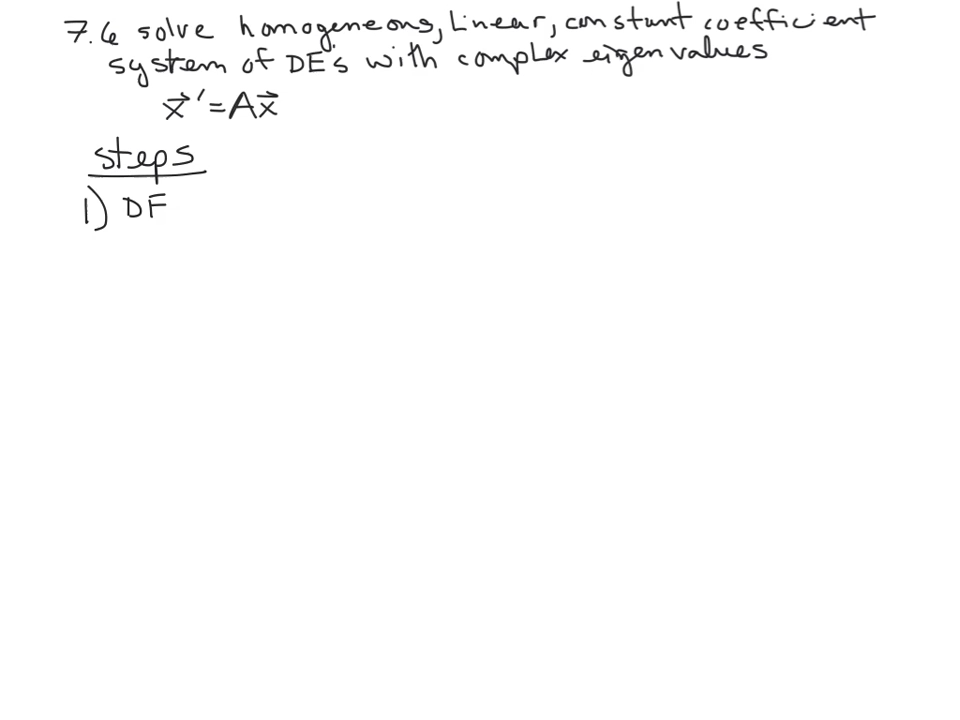 7.6 solve homogeneous, Linear, constant coefficient
system of DE's with complex eigenvalues
x⃗'=Ax⃗
steps
1) DF